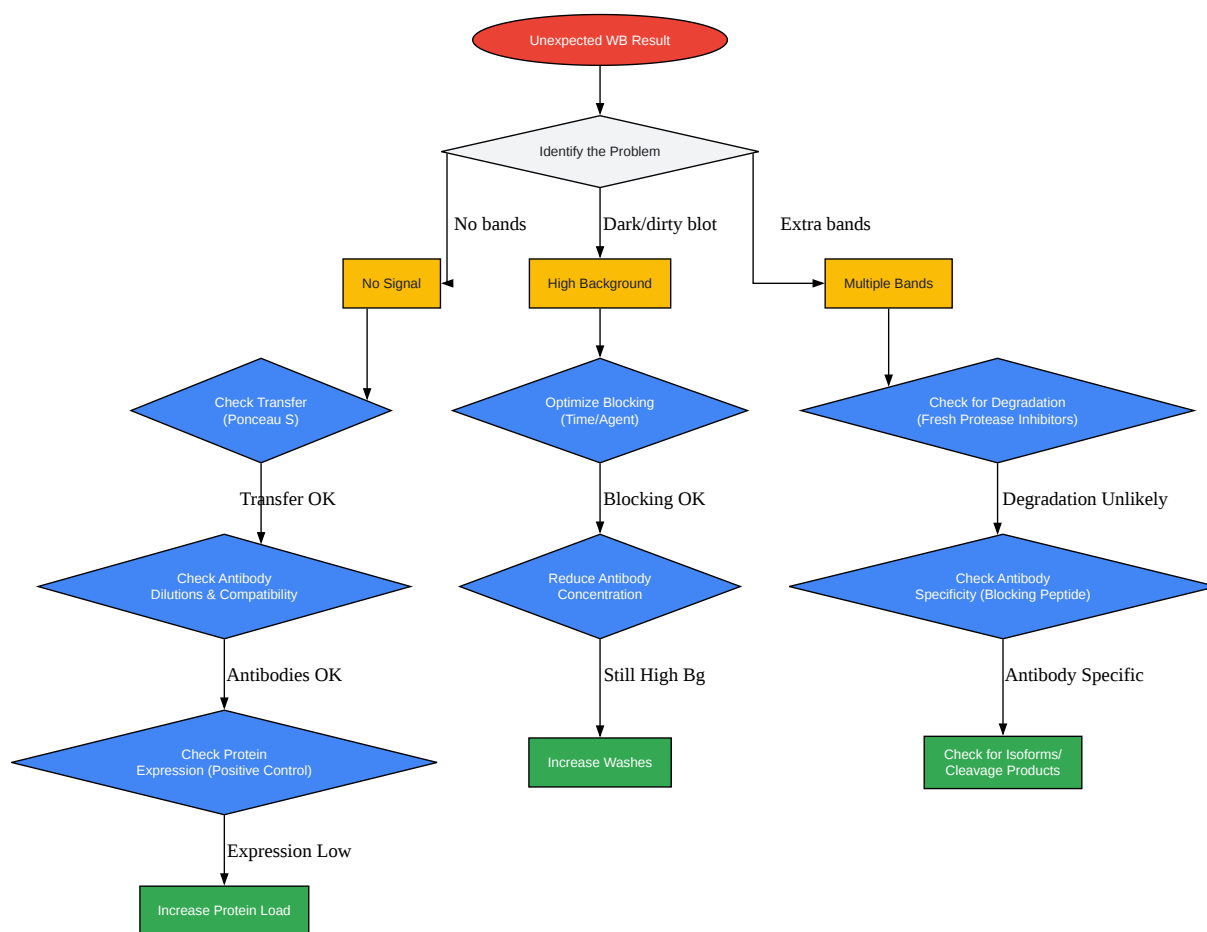 Unexpected WB Result
Identify the Problem
No bands
Dark/dirty blot
Extra bands
No Signal
High Background
Multiple Bands
Check Transfer
(Ponceau S)
Optimize Blocking
(Time/Agent)
Check for Degradation
(Fresh Protease Inhibitors)
Transfer OK
Blocking OK
Degradation Unlikely
Check Antibody
Dilutions & Compatibility
Reduce Antibody
Concentration
Check Antibody
Specificity (Blocking Peptide)
Antibodies OK
Still High Bg
Antibody Specific
Check Protein
Expression (Positive Control)
Increase Washes
Check for Isoforms/
Cleavage Products
Expression Low
Increase Protein Load